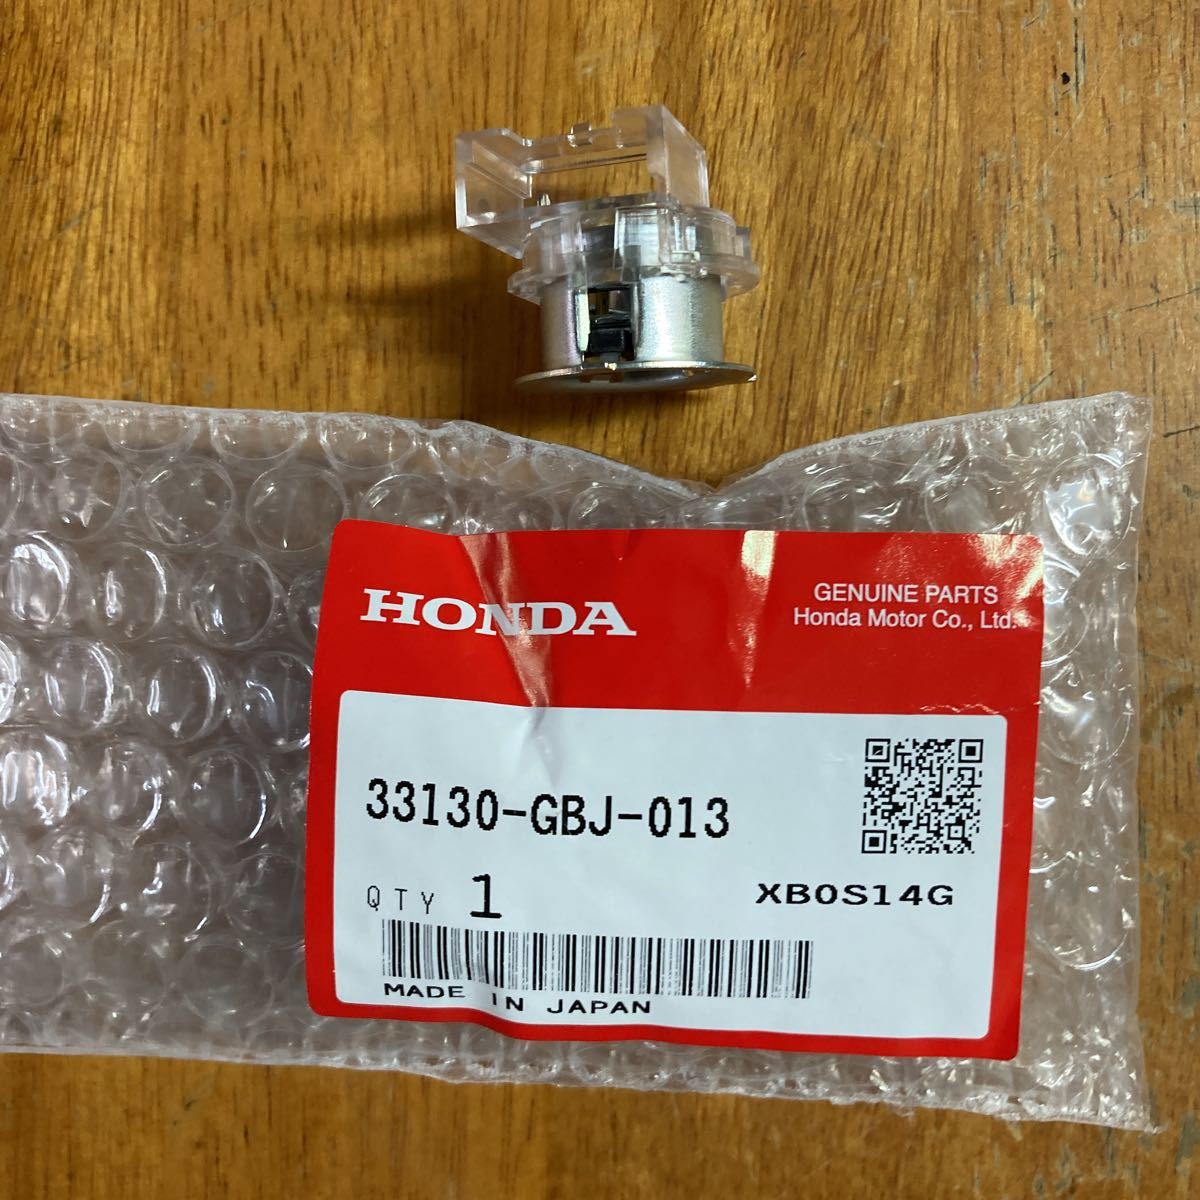 HONDA
GENUINE PARTS
Honda Motor Co., Ltd.
33130-GBJ-013
QTY 1
XB0S14G
MADE IN JAPAN